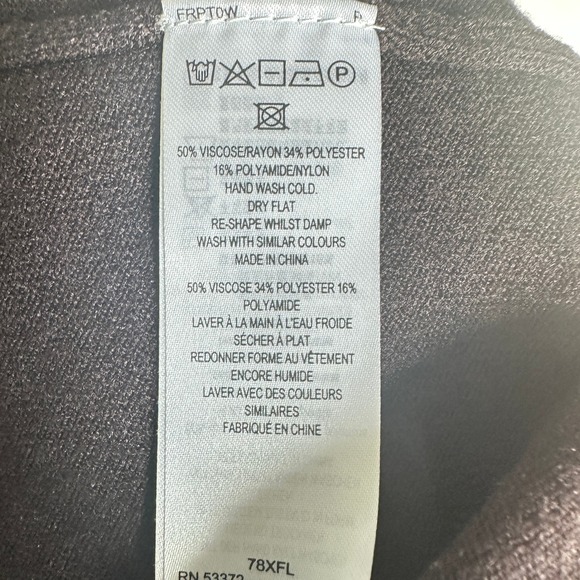 FRPTOW
P
50% VISCOSE/RAYON 34% POLYESTER
16% POLYAMIDE/NYLON
HAND WASH COLD.
DRY FLAT
RE-SHAPE WHILST DAMP
WASH WITH SIMILAR COLOURS
MADE IN CHINA
50% VISCOSE 34% POLYESTER 16%
POLYAMIDE
LAVER À LA MAIN À L'EAU FROIDE
SÉCHER À PLAT
REDONNER FORME AU VÊTEMENT
ENCORE HUMIDE
LAVER AVEC DES COULEURS
SIMILAIRES
FABRIQUÉ EN CHINE
78XFL
RN 53372